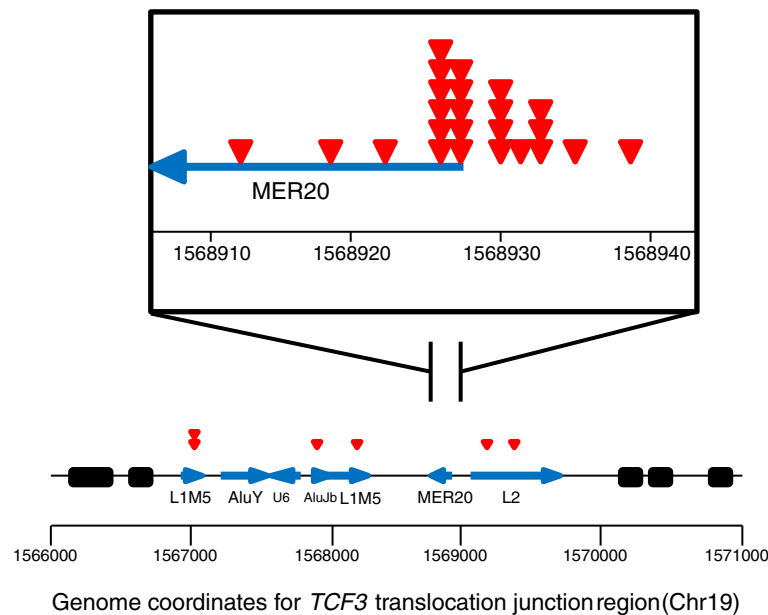 MER20
1568910 1568920 1568930 1568940
L1M5 AluY U6 AluJb L1M5 MER20 L2
1566000 1567000 1568000 1569000 1570000 1571000
Genome coordinates for TCF3 translocation junction region (Chr19)